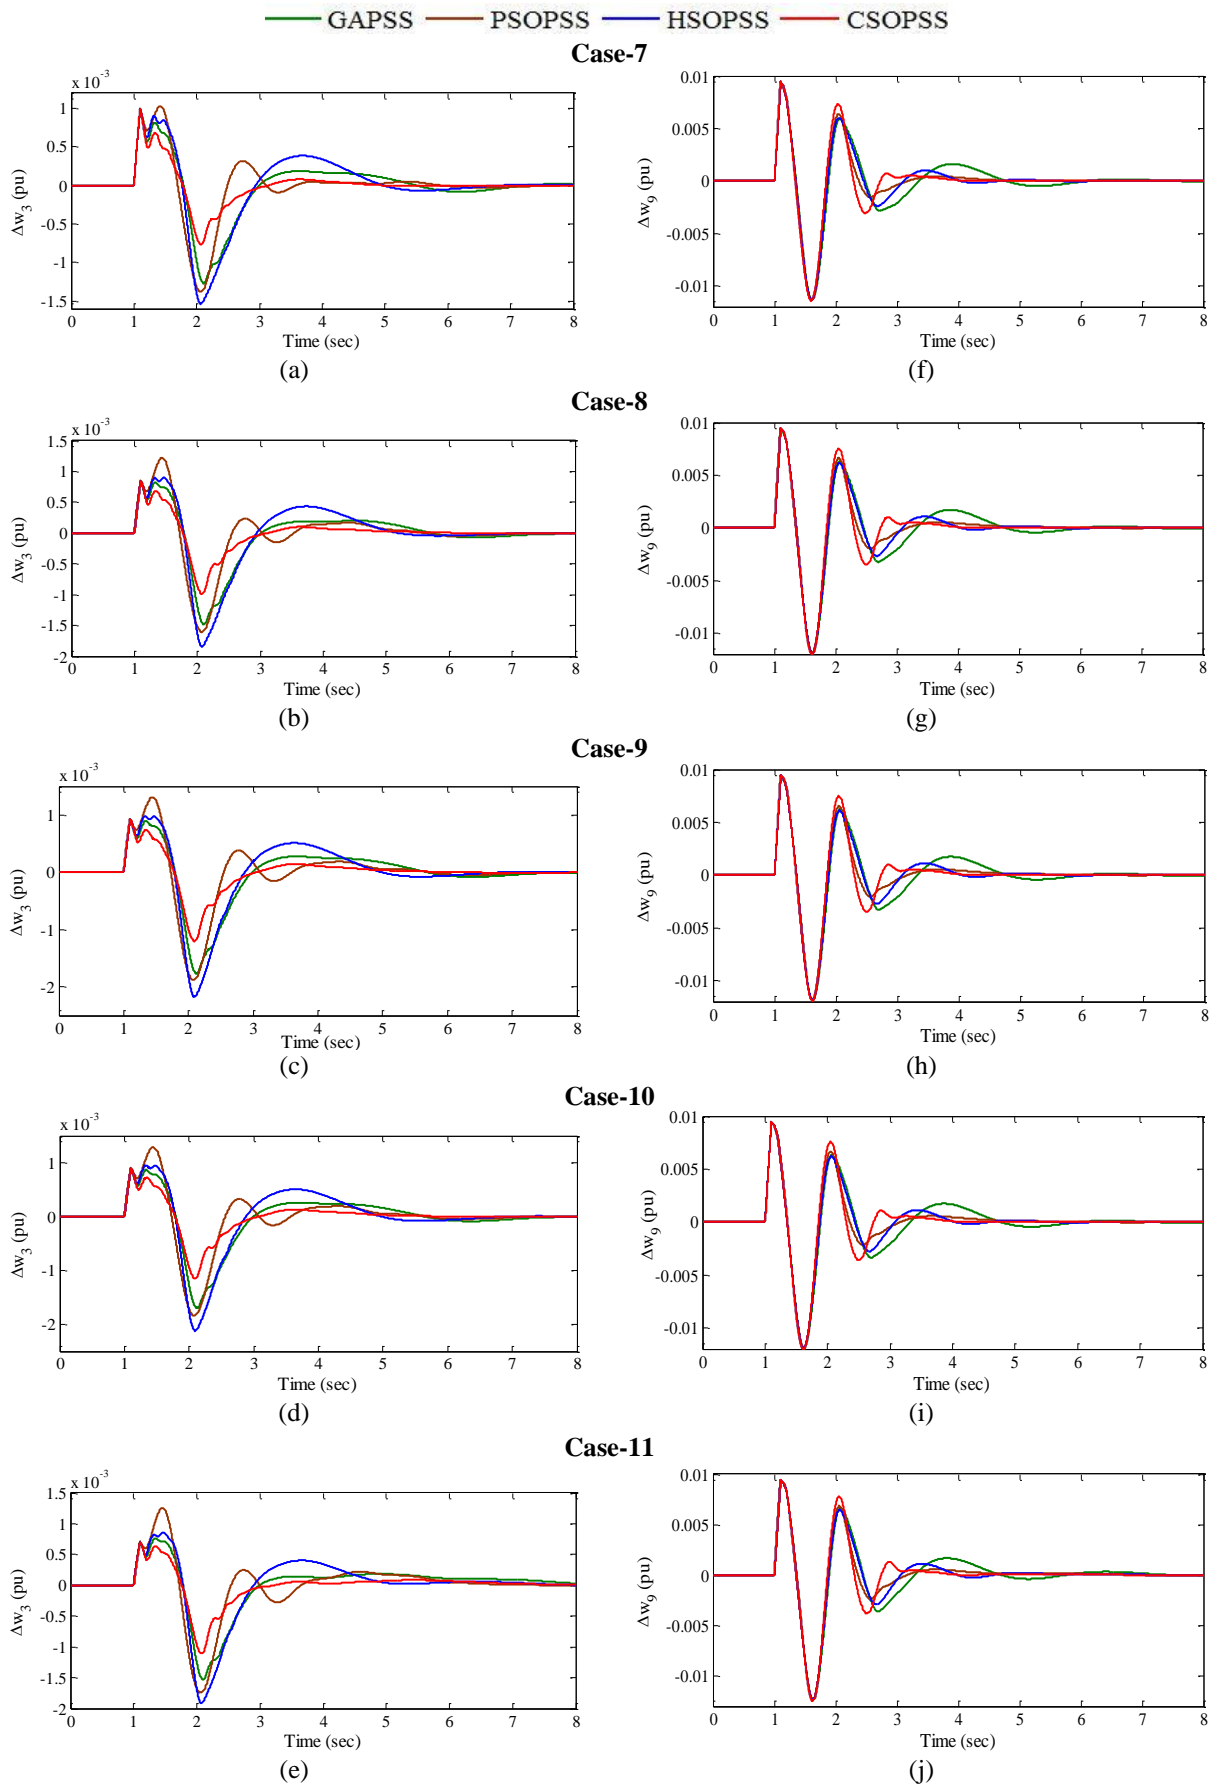 GAPSS PSOPSS HSOPSS CSOPSS
Case-7
x 10-3
1
0.5
0
-0.5
-1
-1.5
Δw3 (pu)
0 1 2 3 4 5 6 7 8
Time (sec)
(a)
0.01
0.005
0
-0.005
-0.01
Δw9 (pu)
0 1 2 3 4 5 6 7 8
Time (sec)
(f)
Case-8
x 10-3
1.5
1
0.5
0
-0.5
-1
-1.5
-2
Δw3 (pu)
0 1 2 3 4 5 6 7 8
Time (sec)
(b)
0.01
0.005
0
-0.005
-0.01
Δw9 (pu)
0 1 2 3 4 5 6 7 8
Time (sec)
(g)
Case-9
x 10-3
1
0
-1
-2
Δw3 (pu)
0 1 2 3 4 5 6 7 8
Time (sec)
(c)
0.01
0.005
0
-0.005
-0.01
Δw9 (pu)
0 1 2 3 4 5 6 7 8
Time (sec)
(h)
Case-10
x 10-3
1
0
-1
-2
Δw3 (pu)
0 1 2 3 4 5 6 7 8
Time (sec)
(d)
0.01
0.005
0
-0.005
-0.01
Δw9 (pu)
0 1 2 3 4 5 6 7 8
Time (sec)
(i)
Case-11
x 10-3
1.5
1
0.5
0
-0.5
-1
-1.5
-2
Δw3 (pu)
0 1 2 3 4 5 6 7 8
Time (sec)
(e)
0.01
0.005
0
-0.005
-0.01
Δw9 (pu)
0 1 2 3 4 5 6 7 8
Time (sec)
(j)